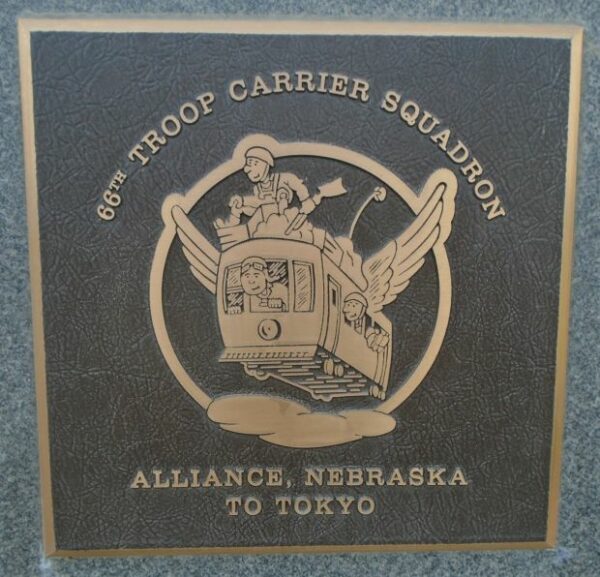 66TH TROOP CARRIER SQUADRON
ALLIANCE, NEBRASKA
TO TOKYO